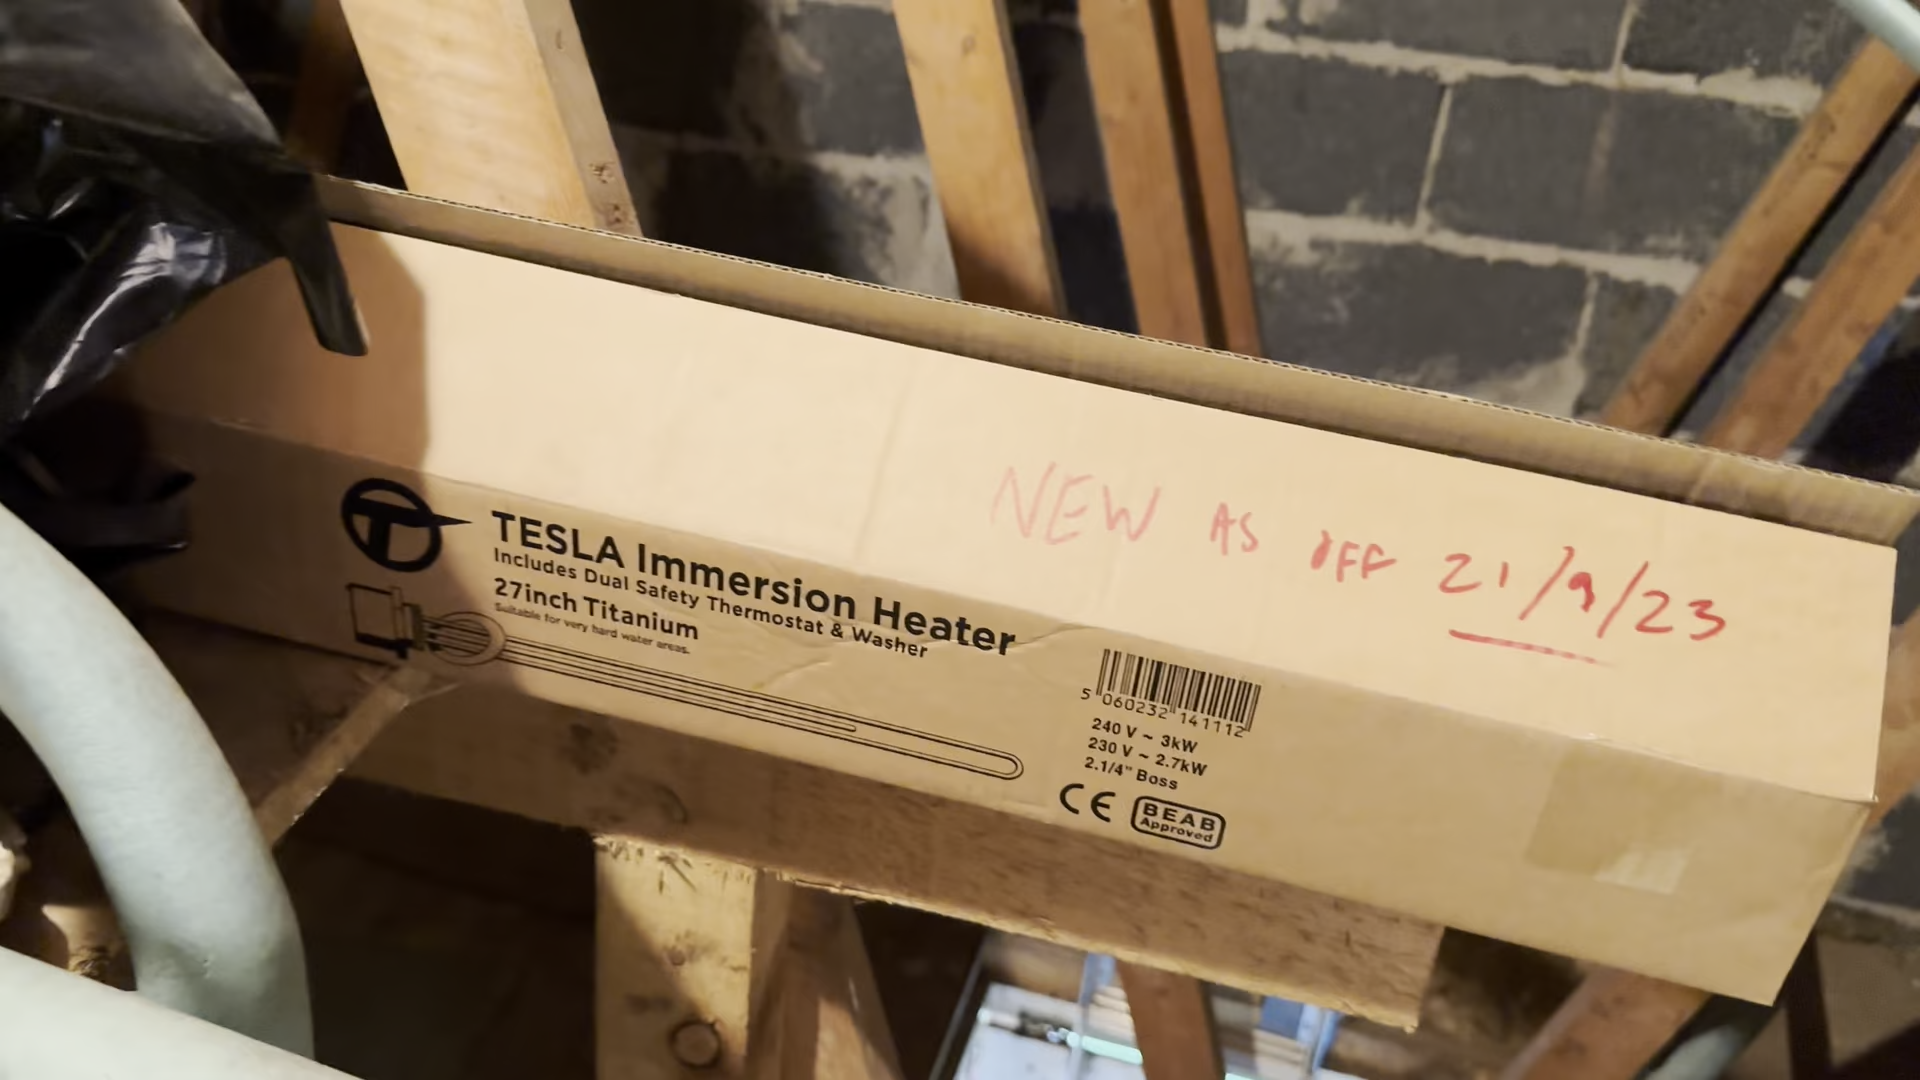 NEW AS OFF 21/9/23
TESLA Immersion Heater
Includes Dual Safety Thermostat & Washer
27inch Titanium
Suitable for very hard water areas.
5 060232 141112
240 V ~ 3kW
230 V ~ 2.7kW
2.1/4" Boss
CE
BEAB
Approved